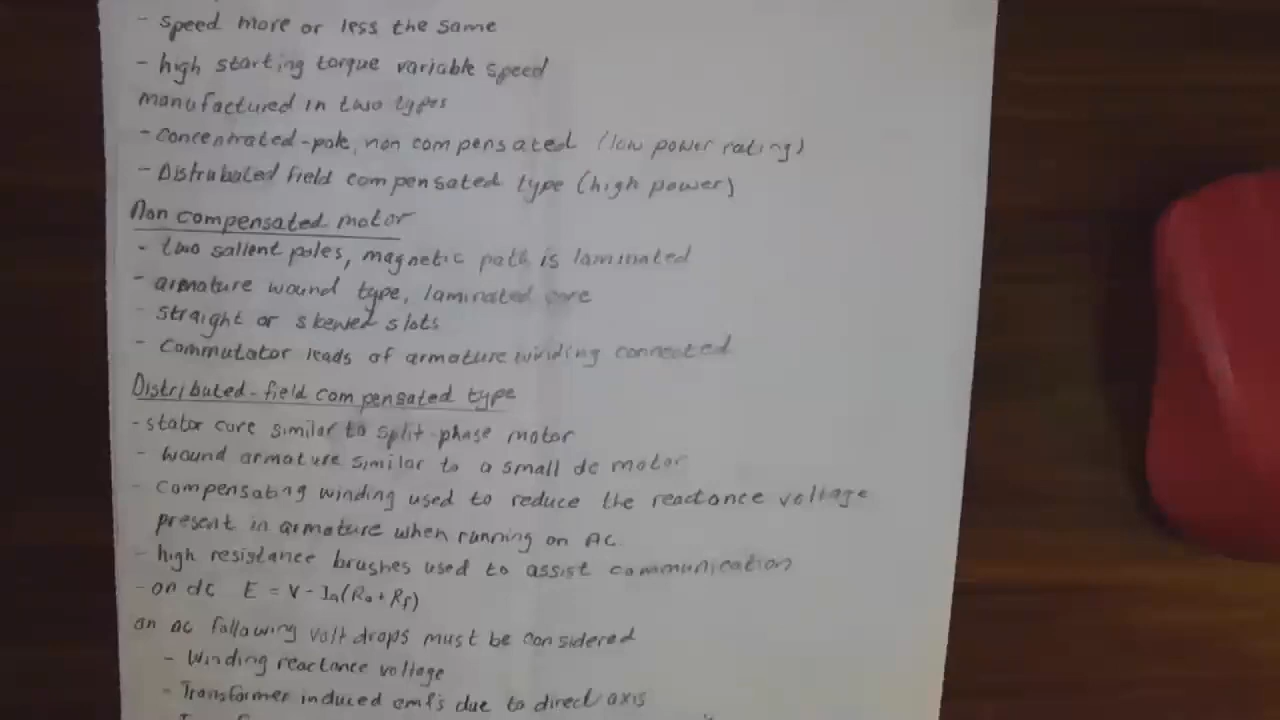 - speed more or less the same
- high starting torque variable speed
manufactured in two types
- concentrated-pole, non compensated (low power rating)
- Distrubuted field compensated type (high power)
Non compensated motor
- two salient poles, magnetic path is laminated
- armature wound type, laminated core
- straight or skewed slots
- Commutator leads of armature winding connected
Distributed-field compensated type
- stator core similar to split-phase motor
- wound armature similar to a small dc motor
- compensating winding used to reduce the reactance voltage
present in armature when running on AC.
- high resistance brushes used to assist communication
- on dc E = V - Ia(Ra + Rf)
on ac following volt drops must be considered
- Winding reactance voltage
- Transformer induced emf's due to direct axis